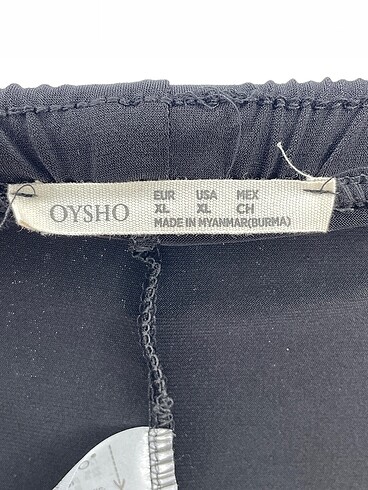 OYSHO
EUR USA MEX
XL XL CH
MADE IN MYANMAR(BURMA)